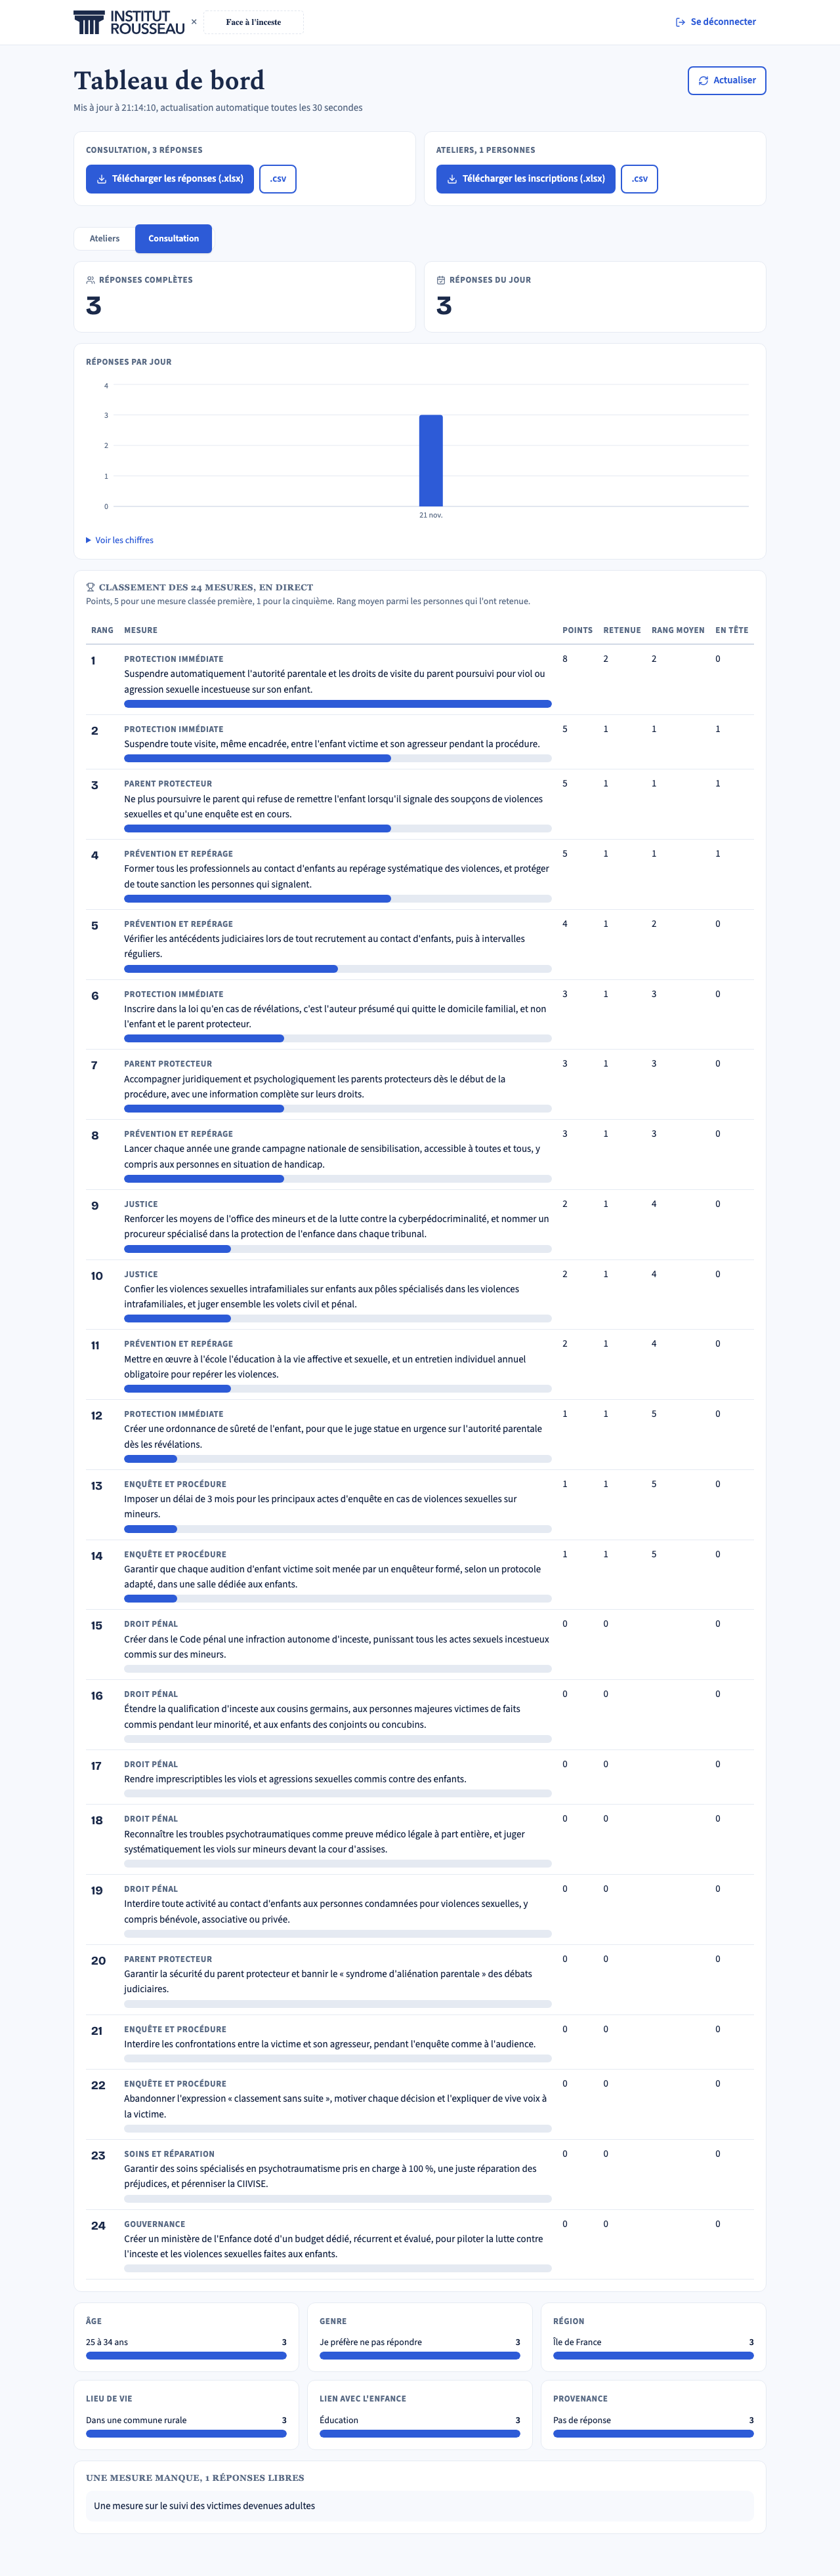 INSTITUT
ROUSSEAU
×
Face à l'inceste
Se déconnecter
Tableau de bord
Actualiser
Mis à jour à 21:14:10, actualisation automatique toutes les 30 secondes
CONSULTATION, 3 RÉPONSES
Télécharger les réponses (.xlsx)
.csv
ATELIERS, 1 PERSONNES
Télécharger les inscriptions (.xlsx)
.csv
Ateliers
Consultation
RÉPONSES COMPLÈTES
3
RÉPONSES DU JOUR
3
RÉPONSES PAR JOUR
4
3
2
1
0
21 nov.
Voir les chiffres
CLASSEMENT DES 24 MESURES, EN DIRECT
Points, 5 pour une mesure classée première, 1 pour la cinquième. Rang moyen parmi les personnes qui l'ont retenue.
RANG MESURE POINTS RETENUE RANG MOYEN EN TÊTE
1 PROTECTION IMMÉDIATE 8 2 2 0
Suspendre automatiquement l'autorité parentale et les droits de visite du parent poursuivi pour viol ou
agression sexuelle incestueuse sur son enfant.
2 PROTECTION IMMÉDIATE 5 1 1 1
Suspendre toute visite, même encadrée, entre l'enfant victime et son agresseur pendant la procédure.
3 PARENT PROTECTEUR 5 1 1 1
Ne plus poursuivre le parent qui refuse de remettre l'enfant lorsqu'il signale des soupçons de violences
sexuelles et qu'une enquête est en cours.
4 PRÉVENTION ET REPÉRAGE 5 1 1 1
Former tous les professionnels au contact d'enfants au repérage systématique des violences, et protéger
de toute sanction les personnes qui signalent.
5 PRÉVENTION ET REPÉRAGE 4 1 2 0
Vérifier les antécédents judiciaires lors de tout recrutement au contact d'enfants, puis à intervalles
réguliers.
6 PROTECTION IMMÉDIATE 3 1 3 0
Inscrire dans la loi qu'en cas de révélations, c'est l'auteur présumé qui quitte le domicile familial, et non
l'enfant et le parent protecteur.
7 PARENT PROTECTEUR 3 1 3 0
Accompagner juridiquement et psychologiquement les parents protecteurs dès le début de la
procédure, avec une information complète sur leurs droits.
8 PRÉVENTION ET REPÉRAGE 3 1 3 0
Lancer chaque année une grande campagne nationale de sensibilisation, accessible à toutes et tous, y
compris aux personnes en situation de handicap.
9 JUSTICE 2 1 4 0
Renforcer les moyens de l'office des mineurs et de la lutte contre la cyberpédocriminalité, et nommer un
procureur spécialisé dans la protection de l'enfance dans chaque tribunal.
10 JUSTICE 2 1 4 0
Confier les violences sexuelles intrafamiliales sur enfants aux pôles spécialisés dans les violences
intrafamiliales, et juger ensemble les volets civil et pénal.
11 PRÉVENTION ET REPÉRAGE 2 1 4 0
Mettre en œuvre à l'école l'éducation à la vie affective et sexuelle, et un entretien individuel annuel
obligatoire pour repérer les violences.
12 PROTECTION IMMÉDIATE 1 1 5 0
Créer une ordonnance de sûreté de l'enfant, pour que le juge statue en urgence sur l'autorité parentale
dès les révélations.
13 ENQUÊTE ET PROCÉDURE 1 1 5 0
Imposer un délai de 3 mois pour les principaux actes d'enquête en cas de violences sexuelles sur
mineurs.
14 ENQUÊTE ET PROCÉDURE 1 1 5 0
Garantir que chaque audition d'enfant victime soit menée par un enquêteur formé, selon un protocole
adapté, dans une salle dédiée aux enfants.
15 DROIT PÉNAL 0 0 0
Créer dans le Code pénal une infraction autonome d'inceste, punissant tous les actes sexuels incestueux
commis sur des mineurs.
16 DROIT PÉNAL 0 0 0
Étendre la qualification d'inceste aux cousins germains, aux personnes majeures victimes de faits
commis pendant leur minorité, et aux enfants des conjoints ou concubins.
17 DROIT PÉNAL 0 0 0
Rendre imprescriptibles les viols et agressions sexuelles commis contre des enfants.
18 DROIT PÉNAL 0 0 0
Reconnaître les troubles psychotraumatiques comme preuve médico légale à part entière, et juger
systématiquement les viols sur mineurs devant la cour d'assises.
19 DROIT PÉNAL 0 0 0
Interdire toute activité au contact d'enfants aux personnes condamnées pour violences sexuelles, y
compris bénévole, associative ou privée.
20 PARENT PROTECTEUR 0 0 0
Garantir la sécurité du parent protecteur et bannir le « syndrome d'aliénation parentale » des débats
judiciaires.
21 ENQUÊTE ET PROCÉDURE 0 0 0
Interdire les confrontations entre la victime et son agresseur, pendant l'enquête comme à l'audience.
22 ENQUÊTE ET PROCÉDURE 0 0 0
Abandonner l'expression « classement sans suite », motiver chaque décision et l'expliquer de vive voix à
la victime.
23 SOINS ET RÉPARATION 0 0 0
Garantir des soins spécialisés en psychotraumatisme pris en charge à 100 %, une juste réparation des
préjudices, et pérenniser la CIIVISE.
24 GOUVERNANCE 0 0 0
Créer un ministère de l'Enfance doté d'un budget dédié, récurrent et évalué, pour piloter la lutte contre
l'inceste et les violences sexuelles faites aux enfants.
ÂGE
25 à 34 ans 3
GENRE
Je préfère ne pas répondre 3
RÉGION
Île de France 3
LIEU DE VIE
Dans une commune rurale 3
LIEN AVEC L'ENFANCE
Éducation 3
PROVENANCE
Pas de réponse 3
UNE MESURE MANQUE, 1 RÉPONSES LIBRES
Une mesure sur le suivi des victimes devenues adultes